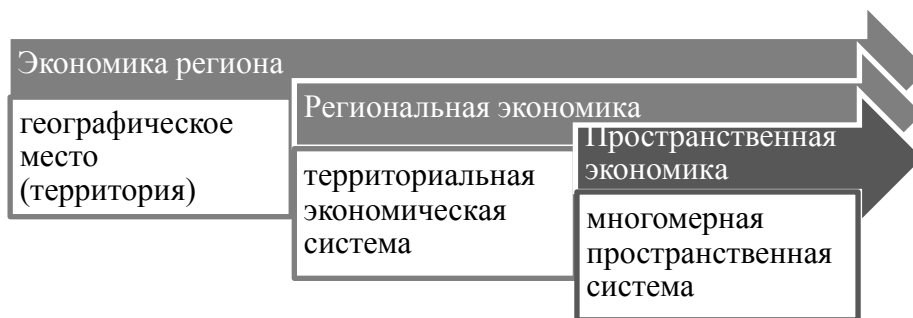 Экономика региона
географическое
место
(территория)
Региональная экономика
территориальная
экономическая
система
Пространственная
экономика
многомерная
пространственная
система